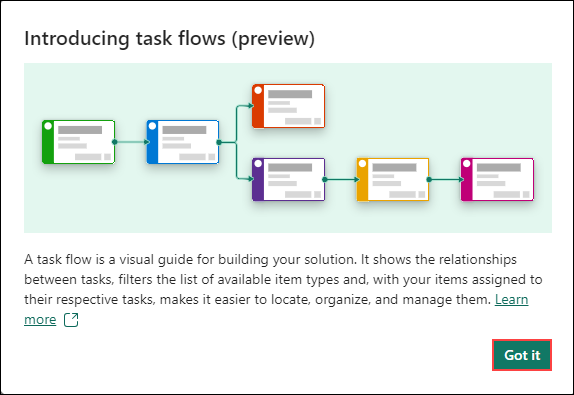 Introducing task flows (preview)
A task flow is a visual guide for building your solution. It shows the relationships
between tasks, filters the list of available item types and, with your items assigned to
their respective tasks, makes it easier to locate, organize, and manage them. Learn
more
Got it